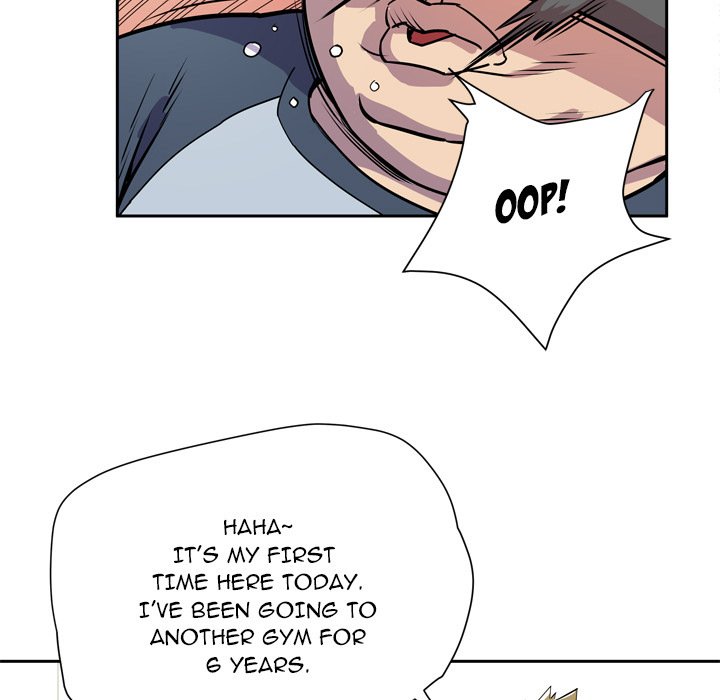 OOP!
HAHA~
IT'S MY FIRST
TIME HERE TODAY.
I'VE BEEN GOING TO
ANOTHER GYM FOR
6 YEARS.